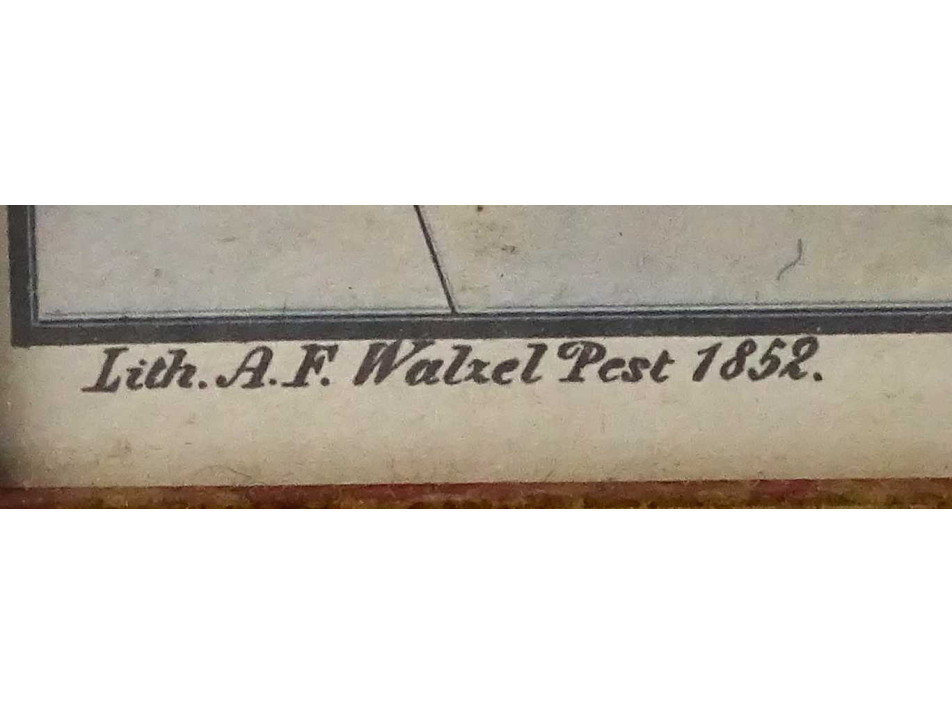 Lith. A. F. Walzel Pest 1852.